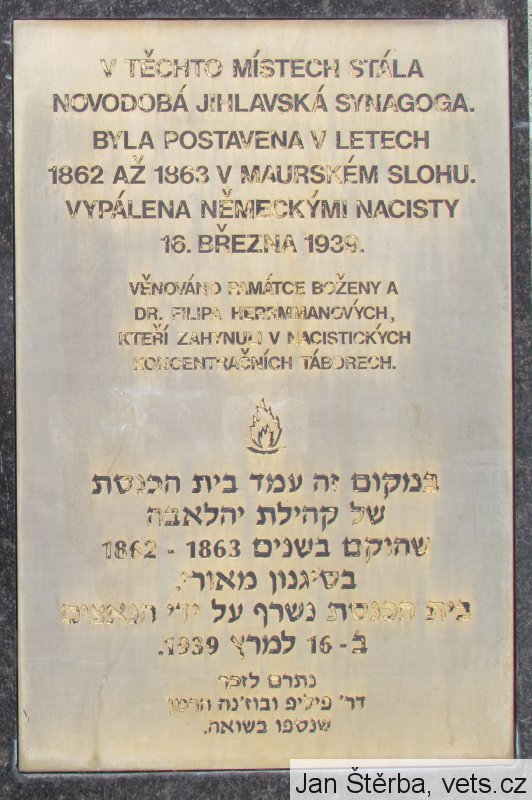 V TĚCHTO MÍSTECH STÁLA
NOVODOBÁ JIHLAVSKÁ SYNAGOGA.
BYLA POSTAVENA V LETECH
1862 AŽ 1863 V MAURSKÉM SLOHU.
VYPÁLENA NĚMECKÝMI NACISTY
16. BŘEZNA 1939.
VĚNOVÁNO PAMÁTCE BOŽENY A
DR. FILIPA HERRMMANOVÝCH,
KTEŘÍ ZAHYNULI V NACISTICKÝCH
KONCENTRAČNÍCH TÁBORECH.
במקום זה עמד בית הכנסת
של קהילת יהלאבה
שהוקם בשנים 1863 - 1862
בסיגנון מאורי.
בית הכנסת נשרף על ידי הנאצים
ב- 16 למרץ 1939.
נתרם לזכר
דר' פיליפ ובוז'נה הרמן
שנספו בשואה.
Jan Štěrba, vets.cz